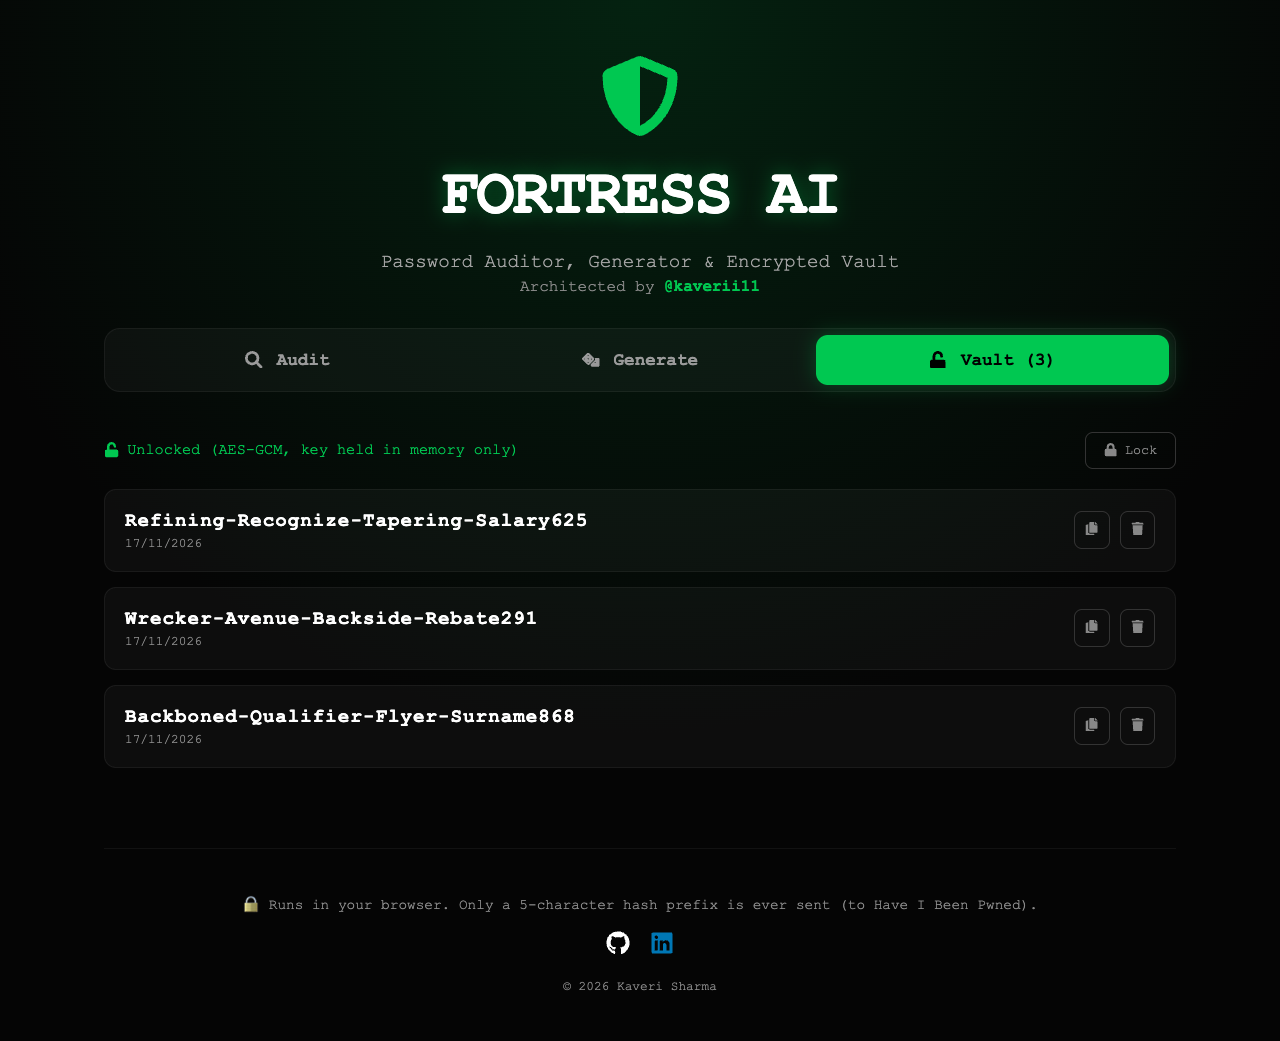 FORTRESS AI
Password Auditor, Generator & Encrypted Vault
Architected by @kaverii11
Audit
Generate
Vault (3)
Unlocked (AES-GCM, key held in memory only)
Lock
Refining-Recognize-Tapering-Salary625
17/11/2026
Wrecker-Avenue-Backside-Rebate291
17/11/2026
Backboned-Qualifier-Flyer-Surname868
17/11/2026
Runs in your browser. Only a 5-character hash prefix is ever sent (to Have I Been Pwned).
in
© 2026 Kaveri Sharma